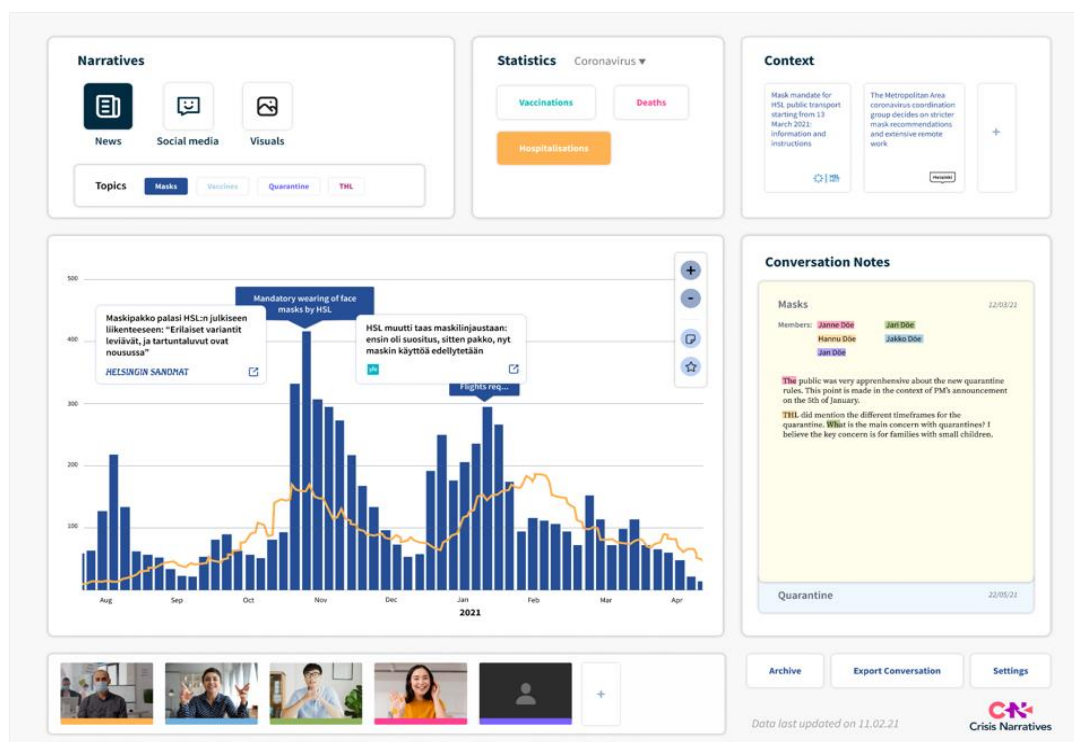 Narratives
News
Social media
Visuals
Topics
Masks
Vaccines
Quarantine
THL
Statistics
Coronavirus ▾
Vaccinations
Deaths
Hospitalisations
Context
Mask mandate for
HSL public transport
starting from 13
March 2021:
Information and
instructions
The Metropolitan Area
coronavirus coordination
group decides on stricter
mask recommendations
and extensive remote
work
+
Helsinki
500
400
300
200
100
Mandatory wearing of face
masks by HSL
Maskipakko palasi HSL:n julkiseen
liikenteeseen: “Erilaiset variantit
leviävät, ja tartuntaluvut ovat
nousussa”
HELSINGIN SANOMAT
HSL muutti taas maskilinjaustaan:
ensin oli suositus, sitten pakko, nyt
maskin käyttöä edellytetään
yle
Flights req...
+
-
Aug
Sep
Oct
Nov
Dec
Jan
Feb
Mar
Apr
2021
Conversation Notes
Masks
12/03/21
Members:
Janne Döe
Jari Döe
Hannu Döe
Jakko Döe
Jan Döe
The public was very apprenhensive about the new quarantine
rules. This point is made in the context of PM's announcement
on the 5th of January.
THL did mention the different timeframes for the
quarantine. What is the main concern with quarantines? I
believe the key concern is for families with small children.
Quarantine
22/05/21
+
Archive
Export Conversation
Settings
Data last updated on 11.02.21
CN
Crisis Narratives